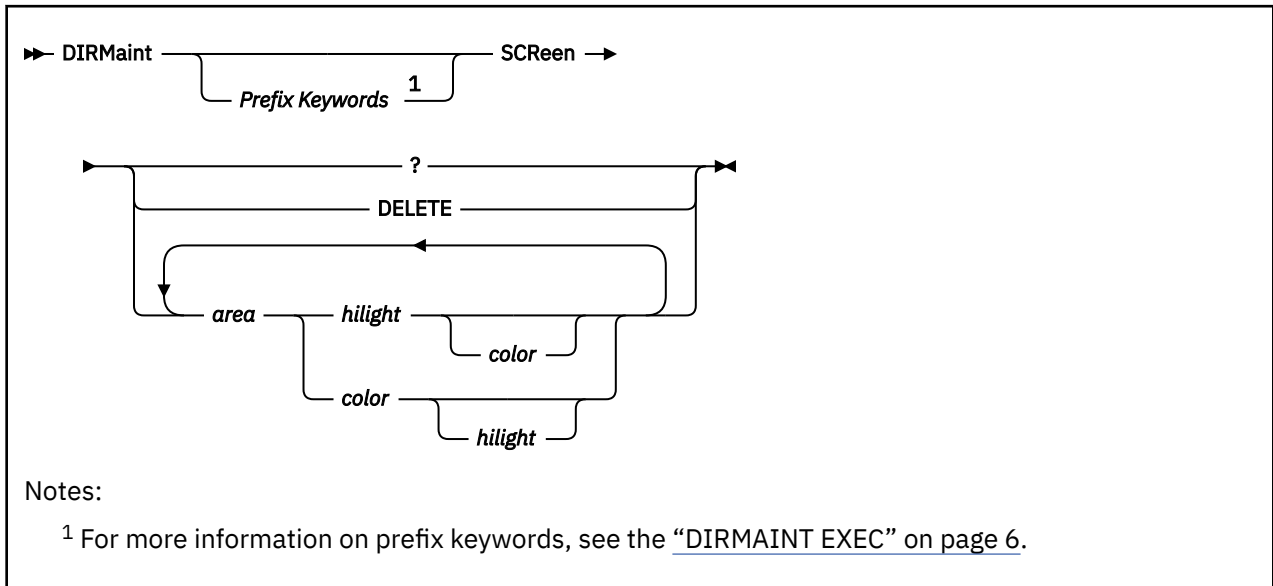 DIRMaint SCReen
Prefix Keywords 1
?
DELETE
area hilight
color
color
hilight
Notes:
1 For more information on prefix keywords, see the “DIRMAINT EXEC” on page 6.